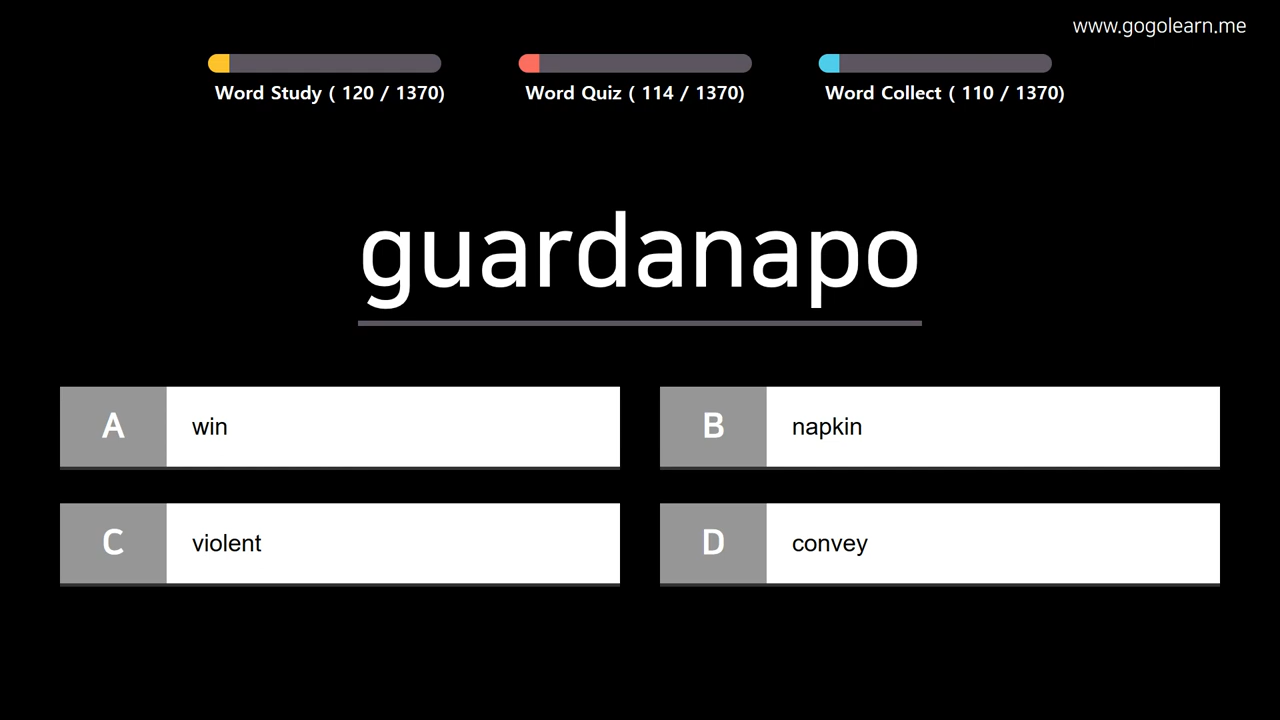 www.gogolearn.me
Word Study ( 120 / 1370)
Word Quiz ( 114 / 1370)
Word Collect ( 110 / 1370)
guardanapo
A win
B napkin
C violent
D convey